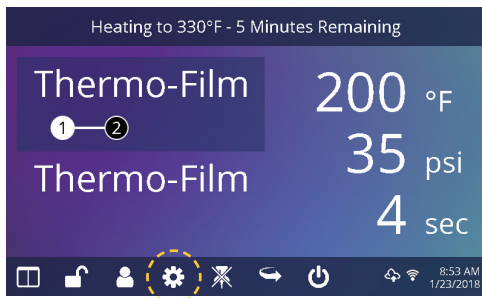 Heating to 330°F - 5 Minutes Remaining
Thermo-Film
1 2
Thermo-Film
200 °F
35 psi
4 sec
8:53 AM
1/23/2018